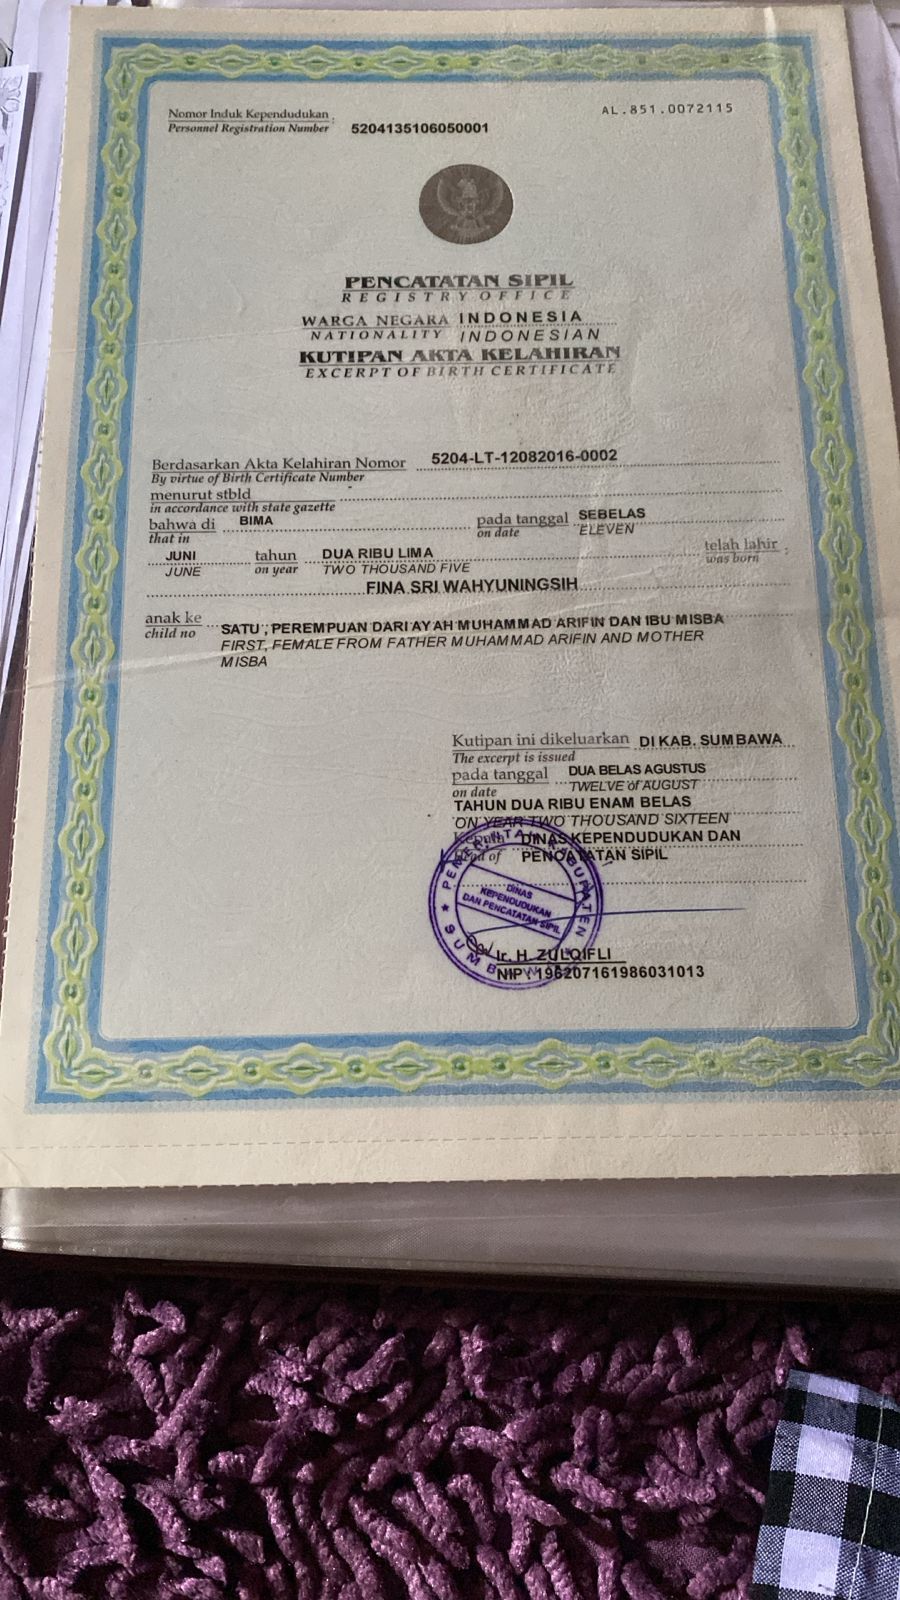 Nomor Induk Kependudukan :
Personnel Registration Number 5204135106050001
AL.851.0072115
PENCATATAN SIPIL
REGISTRY OFFICE
WARGA NEGARA INDONESIA
NATIONALITY INDONESIAN
KUTIPAN AKTA KELAHIRAN
EXCERPT OF BIRTH CERTIFICATE
Berdasarkan Akta Kelahiran Nomor 5204-LT-12082016-0002
By virtue of Birth Certificate Number
menurut stbld
in accordance with state gazette
bahwa di BIMA pada tanggal SEBELAS
that in on date ELEVEN
JUNI tahun DUA RIBU LIMA telah lahir :
JUNE on year TWO THOUSAND FIVE was born
FINA SRI WAHYUNINGSIH
anak ke SATU , PEREMPUAN DARI AYAH MUHAMMAD ARIFIN DAN IBU MISBA
child no FIRST, FEMALE FROM FATHER MUHAMMAD ARIFIN AND MOTHER
MISBA
Kutipan ini dikeluarkan DI KAB. SUMBAWA
The excerpt is issued
pada tanggal DUA BELAS AGUSTUS
on date TWELVE of AUGUST
TAHUN DUA RIBU ENAM BELAS
ON YEAR TWO THOUSAND SIXTEEN
Kepala DINAS KEPENDUDUKAN DAN
Head of PENCATATAN SIPIL
PEMERINTAH KABUPATEN
DINAS
KEPENDUDUKAN
DAN PENCATATAN SIPIL
SUMBAWA
Ir. H. ZULQIFLI
NIP. 196207161986031013